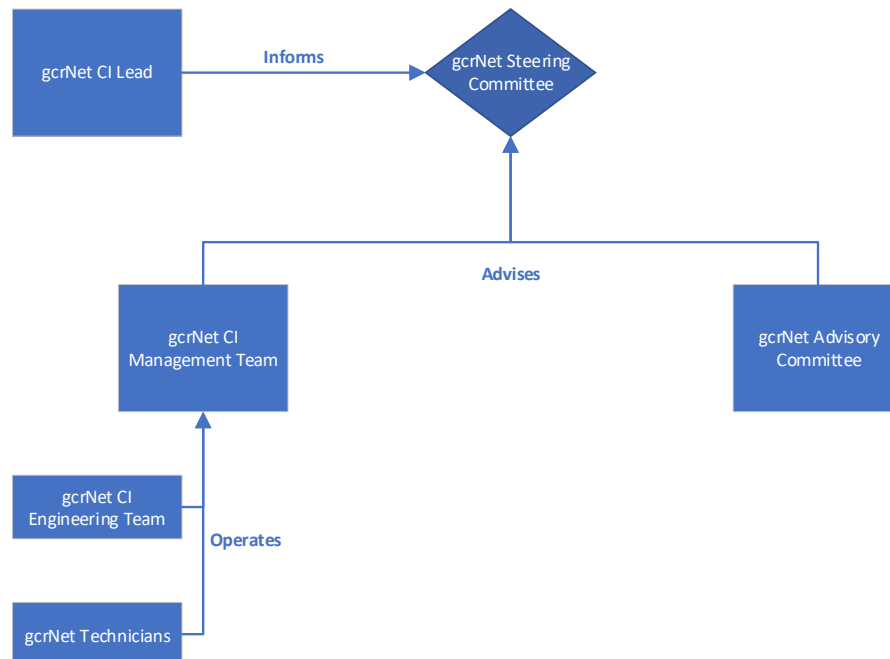 gcrNet CI Lead
Informs
gcrNet Steering
Committee
Advises
gcrNet CI
Management Team
gcrNet Advisory
Committee
gcrNet CI
Engineering Team
Operates
gcrNet Technicians